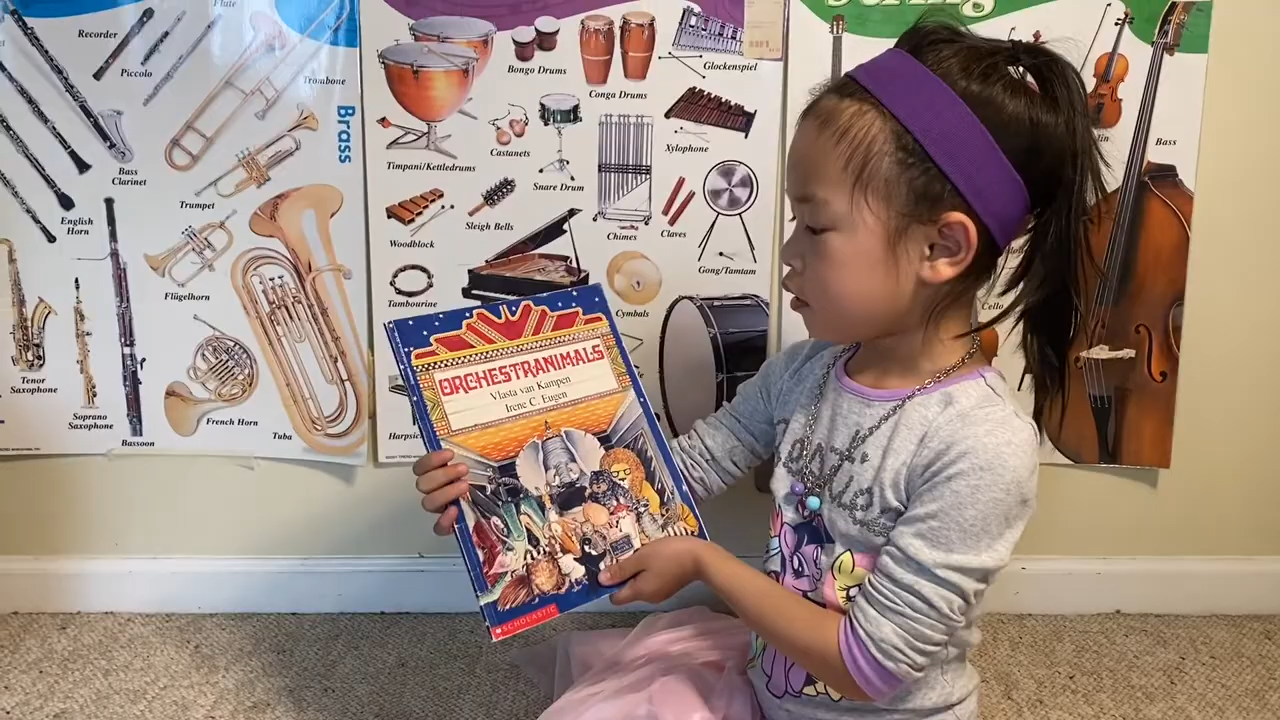 Flute
Recorder
Piccolo
Trombone
Brass
Bass
Clarinet
Trumpet
English
Horn
Flügelhorn
Tenor
Saxophone
Soprano
Saxophone
Bassoon
French Horn
Tuba
Bongo Drums
Conga Drums
Glockenspiel
Timpani/Kettledrums
Castanets
Snare Drum
Xylophone
Woodblock
Sleigh Bells
Chimes
Claves
Gong/Tamtam
Tambourine
Cymbals
String
Bass
Cello
ORCHESTRANIMALS
Vlasta van Kampen
Irene C. Eugen
SCHOLASTIC